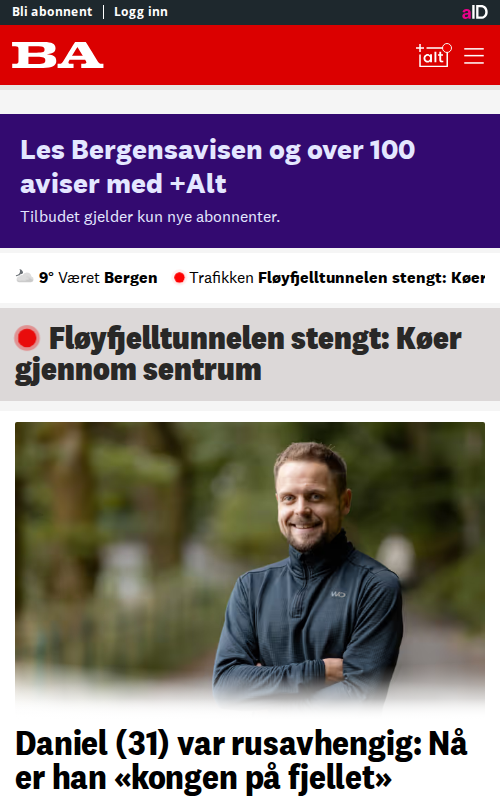 Bli abonnent | Logg inn
aID
BA
+alt
Les Bergensavisen og over 100
aviser med +Alt
Tilbudet gjelder kun nye abonnenter.
9° Været Bergen Trafikken Fløyfjelltunnelen stengt: Køer
Fløyfjelltunnelen stengt: Køer
gjennom sentrum
Daniel (31) var rusavhengig: Nå
er han «kongen på fjellet»